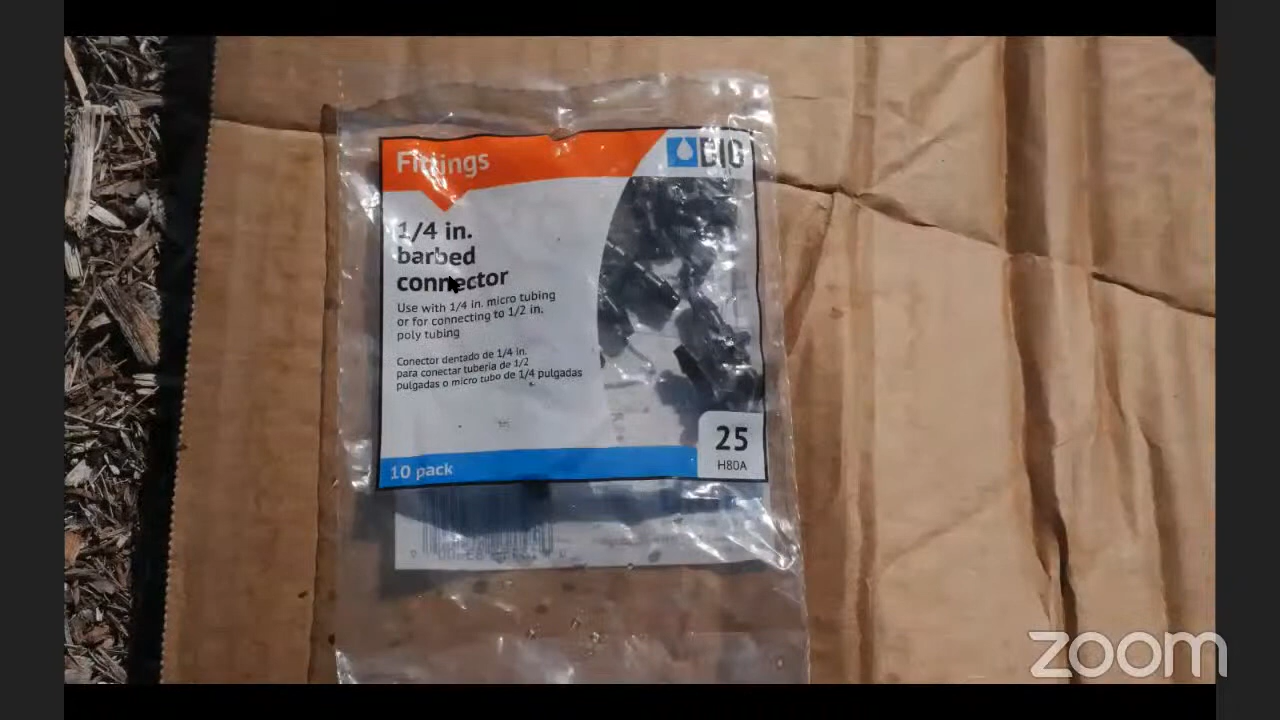 Fittings
DIG
1/4 in.
barbed
connector
Use with 1/4 in. micro tubing
or for connecting to 1/2 in.
poly tubing
Conector dentado de 1/4 in.
para conectar tuberia de 1/2
pulgadas o micro tubo de 1/4 pulgadas
25
H80A
10 pack
zoom